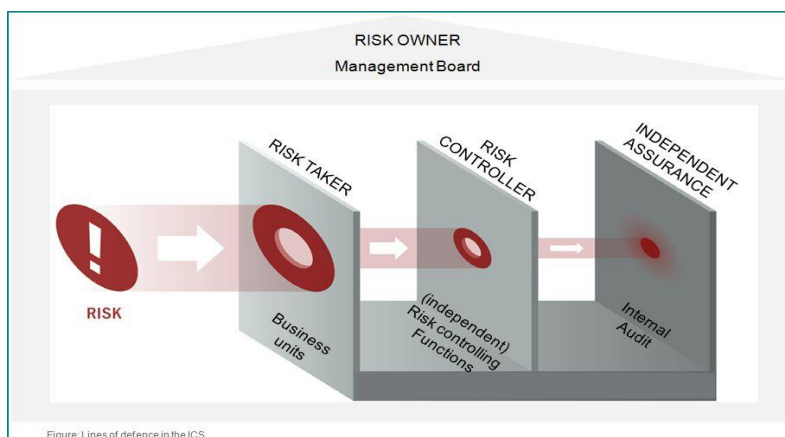 RISK OWNER
Management Board
RISK TAKER
RISK
CONTROLLER
INDEPENDENT
ASSURANCE
!
RISK
Business
units
(independent)
Risk controlling
Functions
Internal
Audit
Figure: Lines of defence in the ICS